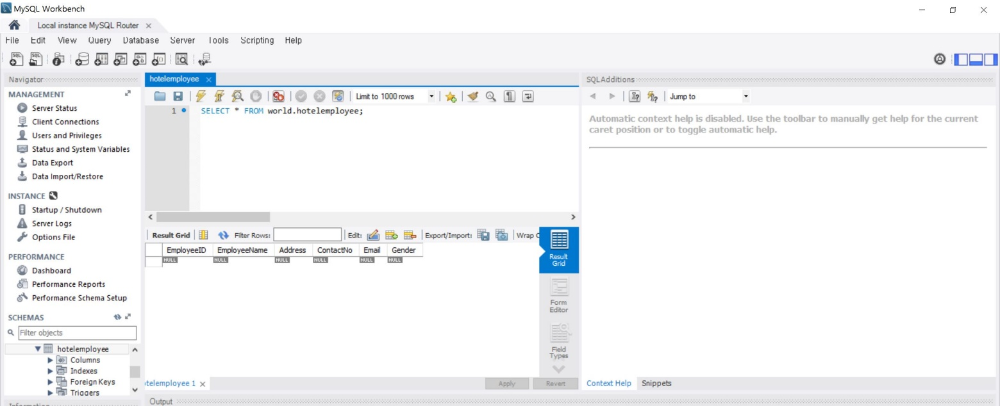 MySQL Workbench
Local instance MySQL Router
File Edit View Query Database Server Tools Scripting Help
Navigator
MANAGEMENT
Server Status
Client Connections
Users and Privileges
Status and System Variables
Data Export
Data Import/Restore
INSTANCE
Startup / Shutdown
Server Logs
Options File
PERFORMANCE
Dashboard
Performance Reports
Performance Schema Setup
SCHEMAS
Filter objects
hotelemployee
Columns
Indexes
Foreign Keys
Triggers
Information
hotelemployee
Limit to 1000 rows
1 SELECT * FROM world.hotelemployee;
Result Grid Filter Rows: Edit: Export/Import: Wrap C
EmployeeID EmployeeName Address ContactNo Email Gender
NULL NULL NULL NULL NULL NULL
Result
Grid
Form
Editor
Field
Types
telemployee 1 Apply Revert
Output
SQLAdditions
Jump to
Automatic context help is disabled. Use the toolbar to manually get help for the current
caret position or to toggle automatic help.
Context Help Snippets